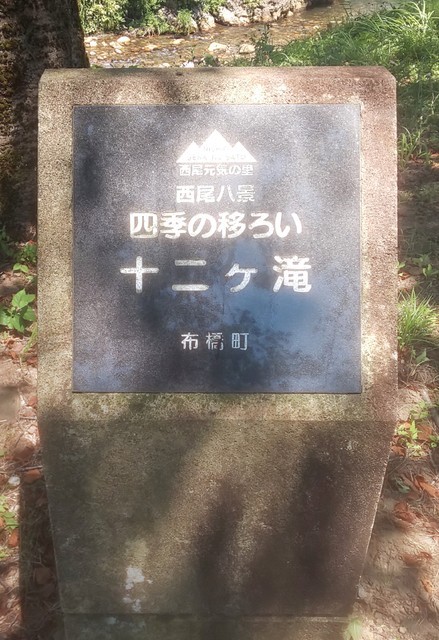 西尾元気の里
西尾八景
四季の移ろい
十二ヶ滝
布橋町